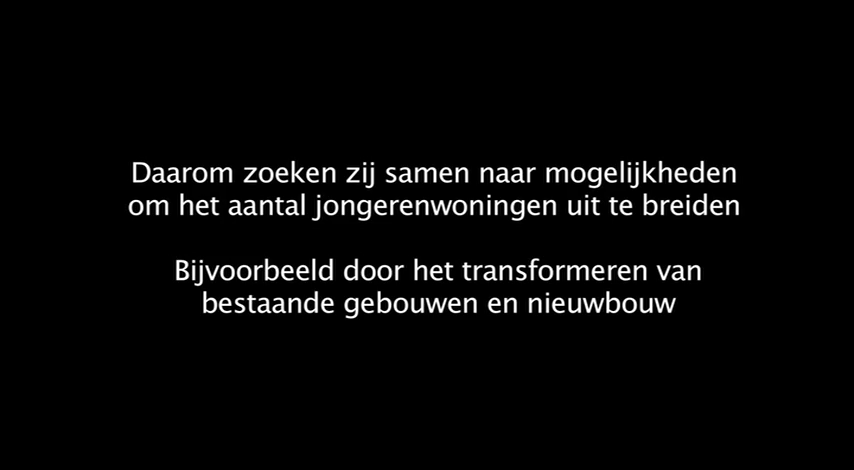 Daarom zoeken zij samen naar mogelijkheden
om het aantal jongerenwoningen uit te breiden
Bijvoorbeeld door het transformeren van
bestaande gebouwen en nieuwbouw